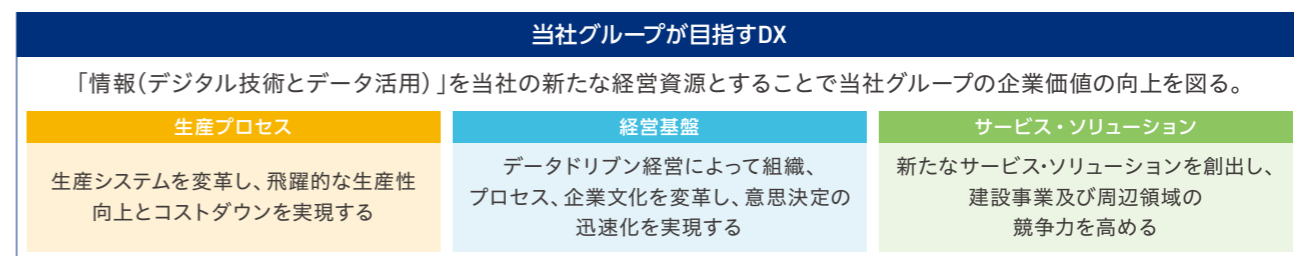 当社グループが目指すDX
「情報(デジタル技術とデータ活用)」を当社の新たな経営資源とすることで当社グループの企業価値の向上を図る。
生産プロセス
生産システムを変革し、飛躍的な生産性
向上とコストダウンを実現する
経営基盤
データドリブン経営によって組織、
プロセス、企業文化を変革し、意思決定の
迅速化を実現する
サービス・ソリューション
新たなサービス・ソリューションを創出し、
建設事業及び周辺領域の
競争力を高める